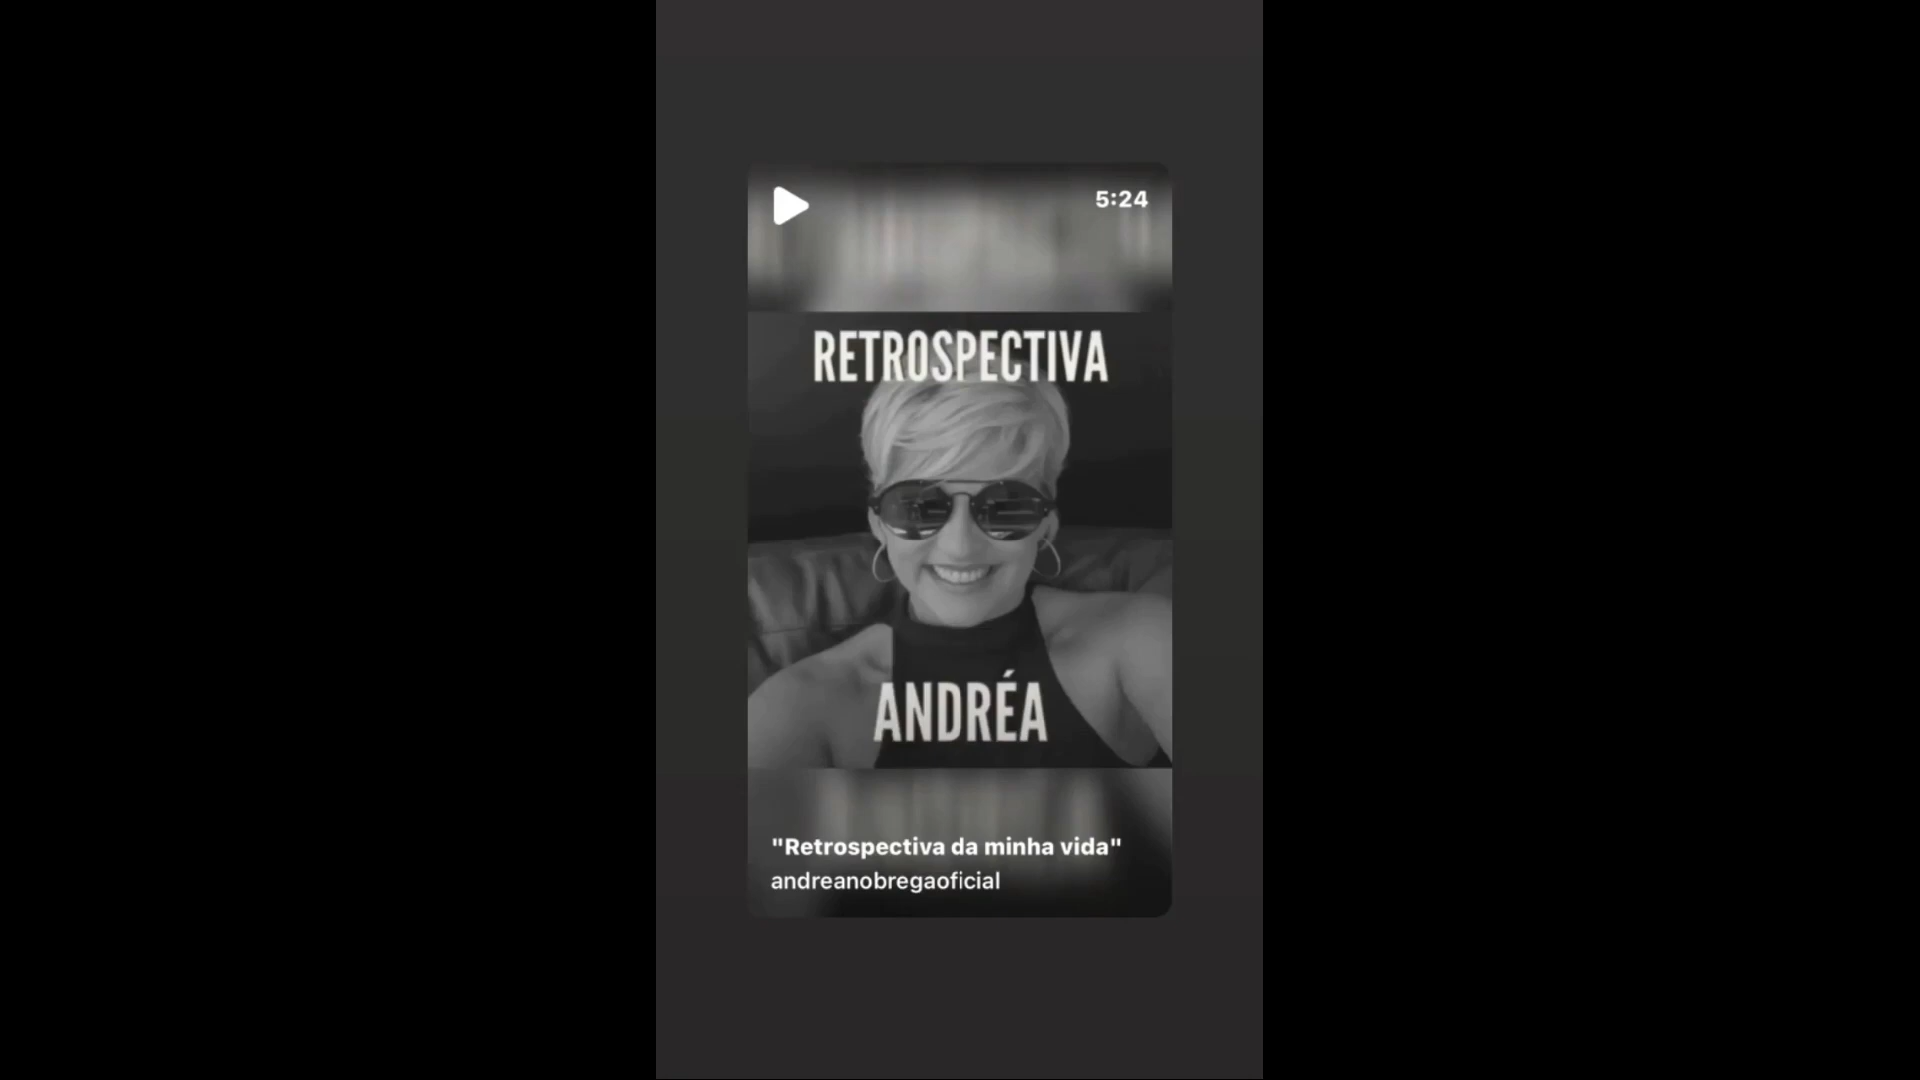 5:24
RETROSPECTIVA
ANDRÉA
"Retrospectiva da minha vida"
andreanobregaoficial